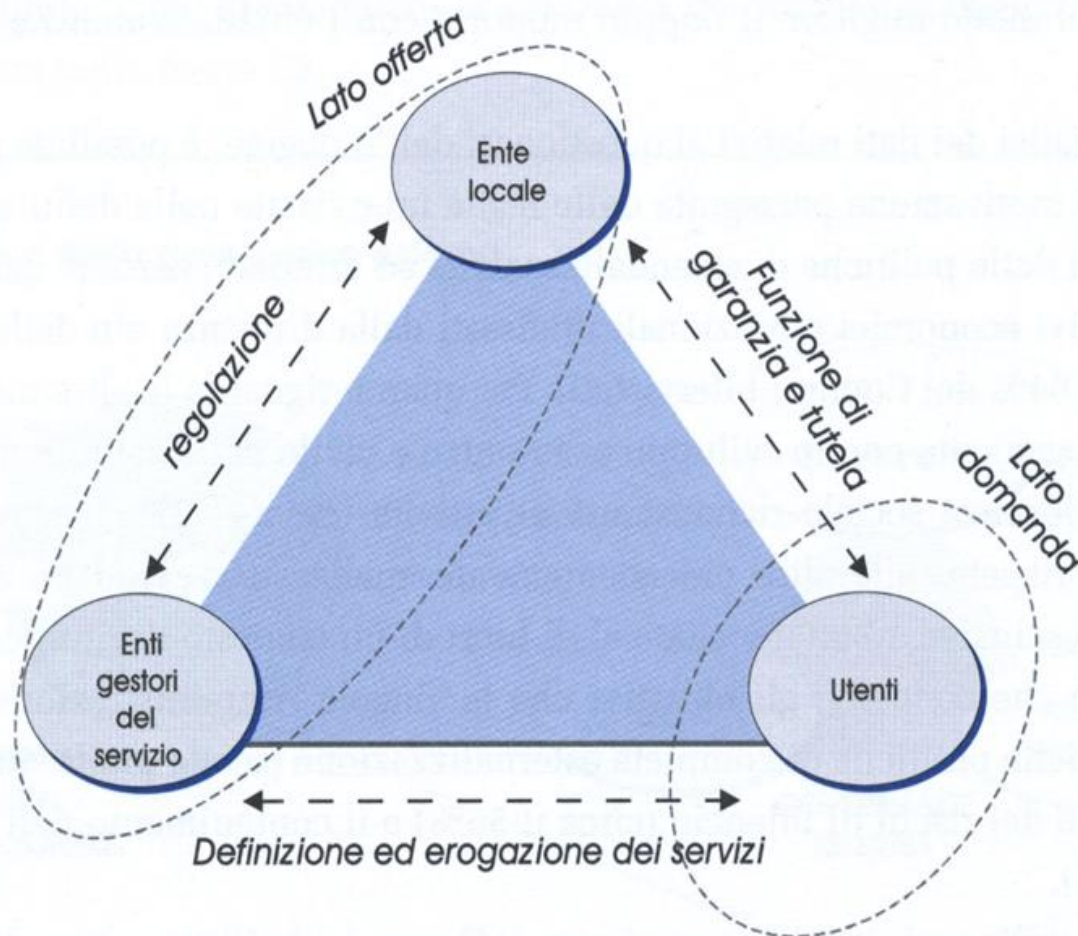 Lato offerta
Ente
locale
regolazione
Funzione di
garanzia e tutela
Lato
domanda
Enti
gestori
del
servizio
Utenti
Definizione ed erogazione dei servizi